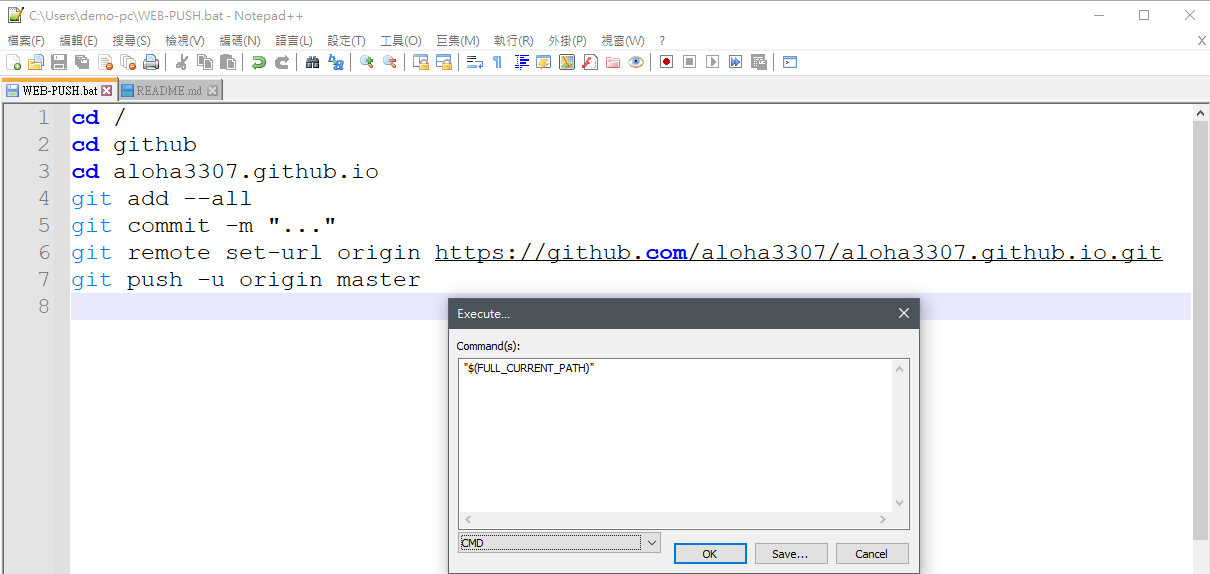 C:\Users\demo-pc\WEB-PUSH.bat - Notepad++
檔案(F) 編輯(E) 搜尋(S) 檢視(V) 編碼(N) 語言(L) 設定(T) 工具(O) 巨集(M) 執行(R) 外掛(P) 視窗(W) ? X
WEB-PUSH.bat README.md
1 cd /
2 cd github
3 cd aloha3307.github.io
4 git add --all
5 git commit -m "..."
6 git remote set-url origin https://github.com/aloha3307/aloha3307.github.io.git
7 git push -u origin master
8
Execute...
Command(s):
"$(FULL_CURRENT_PATH)"
CMD
OK Save... Cancel